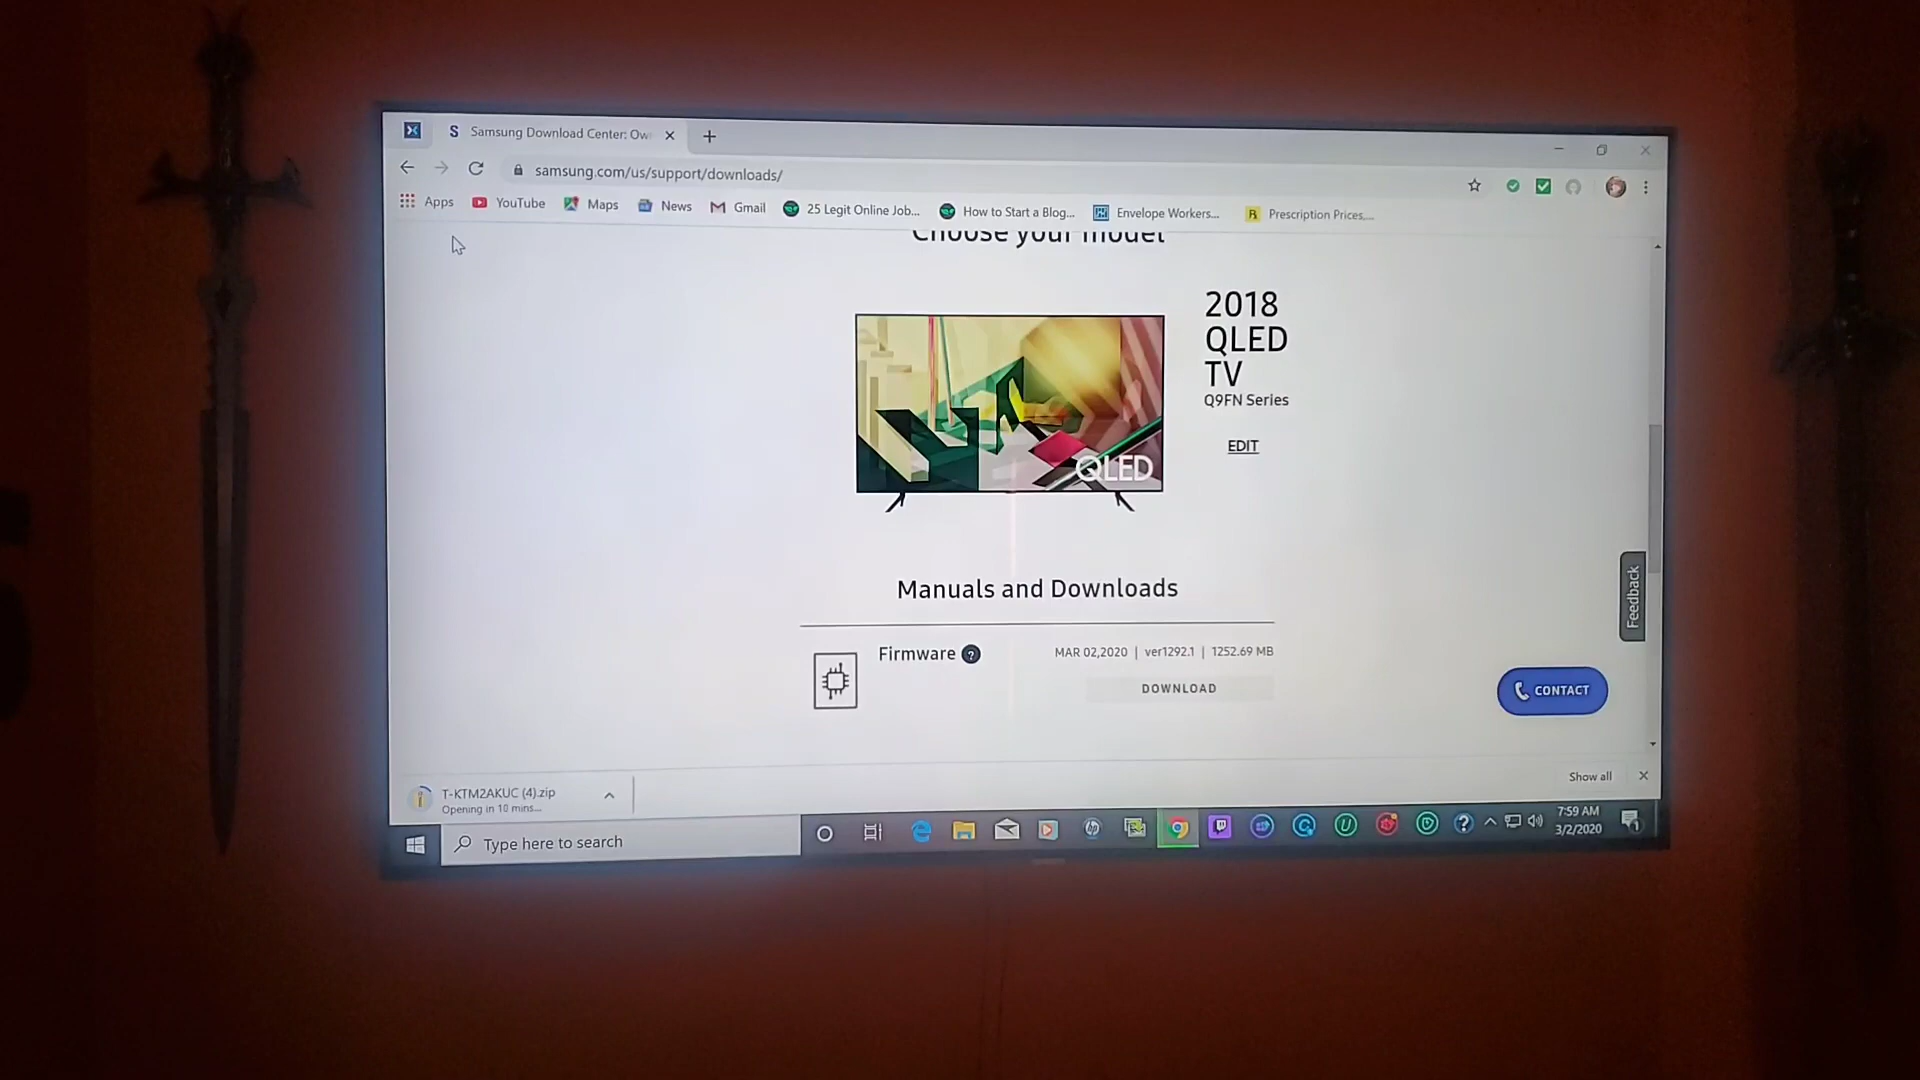 S Samsung Download Center: Ow
samsung.com/us/support/downloads/
Apps YouTube Maps News Gmail 25 Legit Online Job... How to Start a Blog... Envelope Workers... Prescription Prices,...
Choose your model
2018
QLED
TV
Q9FN Series
EDIT
QLED
Manuals and Downloads
Firmware ? MAR 02,2020 | ver1292.1 | 1252.69 MB
DOWNLOAD
Feedback
CONTACT
T-KTM2AKUC (4).zip
Opening in 10 mins...
Show all
Type here to search
7:59 AM
3/2/2020